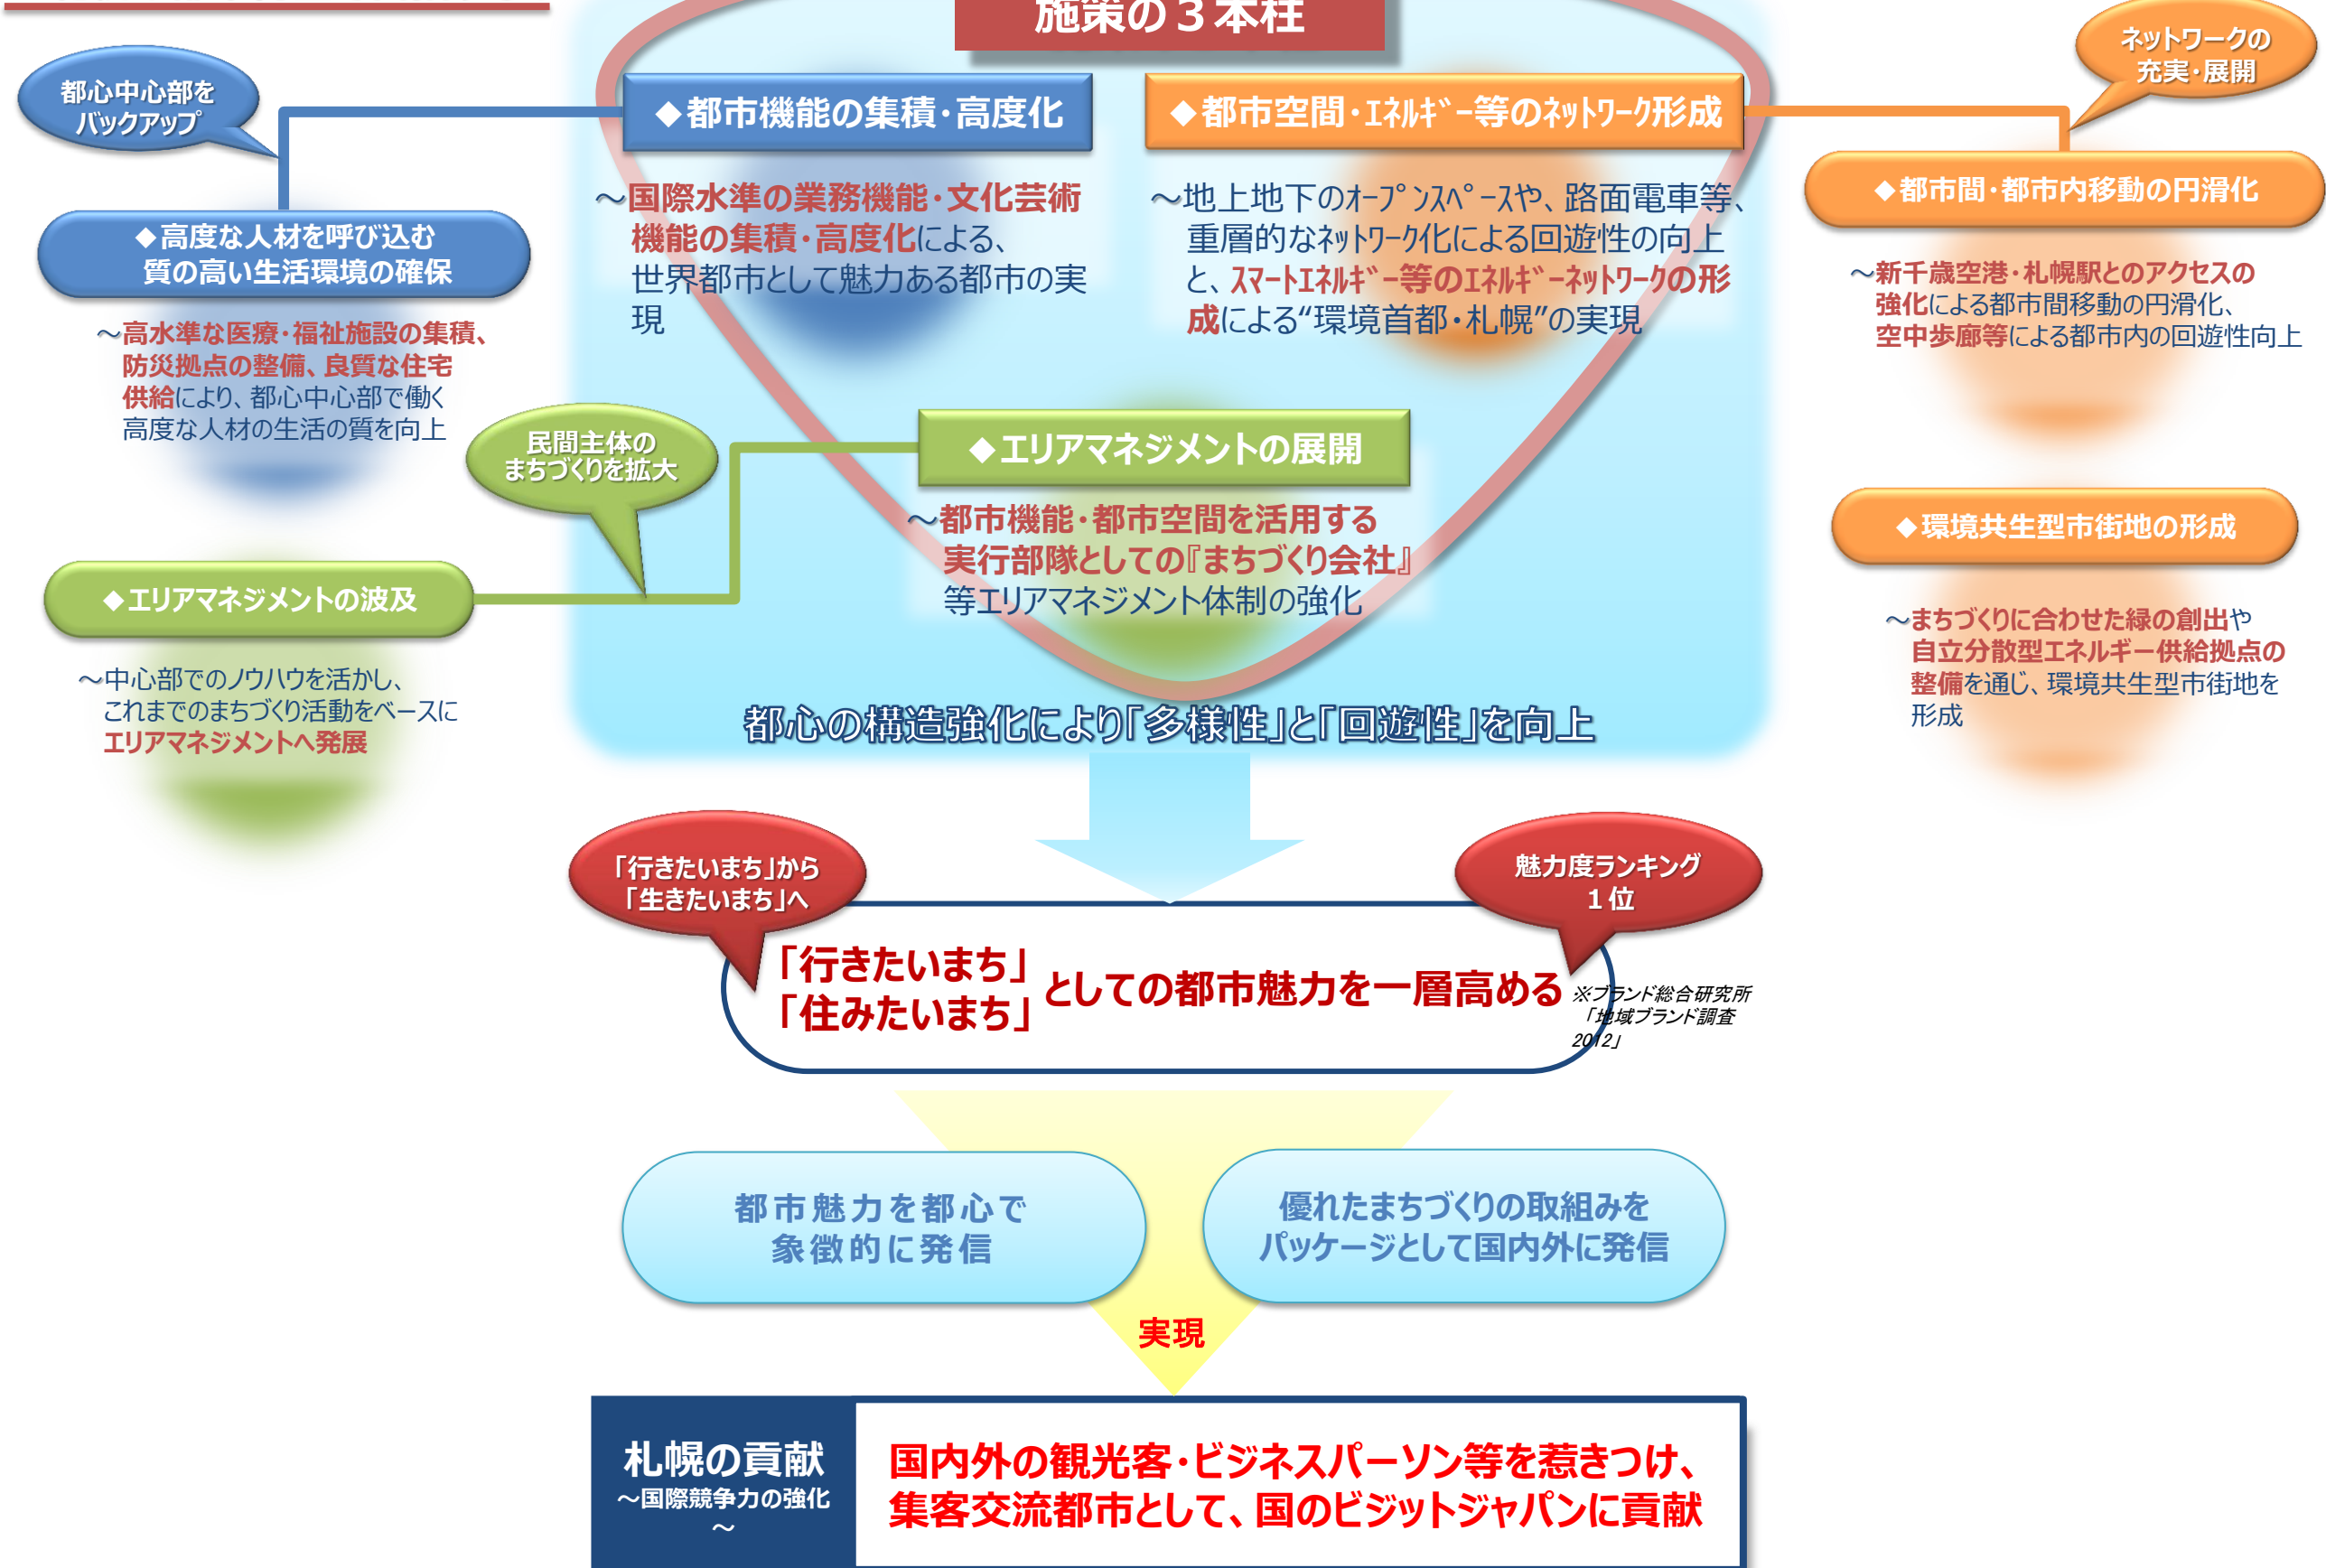 施策の３本柱
都心中心部を
バックアップ
ネットワークの
充実・展開
◆都市機能の集積・高度化
◆都市空間・ｴﾈﾙｷﾞｰ等のﾈｯﾄﾜｰｸ形成
～国際水準の業務機能・文化芸術
機能の集積・高度化による、
世界都市として魅力ある都市の実
現
～地上地下のｵｰﾌﾟﾝｽﾍﾟｰｽや、路面電車等、
重層的なﾈｯﾄﾜｰｸ化による回遊性の向上
と、ｽﾏｰﾄｴﾈﾙｷﾞｰ等のｴﾈﾙｷﾞｰﾈｯﾄﾜｰｸの形
成による“環境首都・札幌”の実現
◆高度な人材を呼び込む
質の高い生活環境の確保
～高水準な医療・福祉施設の集積、
防災拠点の整備、良質な住宅
供給により、都心中心部で働く
高度な人材の生活の質を向上
◆都市間・都市内移動の円滑化
～新千歳空港・札幌駅とのアクセスの
強化による都市間移動の円滑化、
空中歩廊等による都市内の回遊性向上
民間主体の
まちづくりを拡大
◆エリアマネジメントの展開
～都市機能・都市空間を活用する
実行部隊としての『まちづくり会社』
等エリアマネジメント体制の強化
◆エリアマネジメントの波及
～中心部でのノウハウを活かし、
これまでのまちづくり活動をベースに
エリアマネジメントへ発展
◆環境共生型市街地の形成
～まちづくりに合わせた緑の創出や
自立分散型エネルギー供給拠点の
整備を通じ、環境共生型市街地を
形成
都心の構造強化により「多様性」と「回遊性」を向上
「行きたいまち」から
「生きたいまち」へ
魅力度ランキング
１位
「行きたいまち」
「住みたいまち」
としての都市魅力を一層高める
※ブランド総合研究所
「地域ブランド調査
2012」
都市魅力を都心で
象徴的に発信
優れたまちづくりの取組みを
パッケージとして国内外に発信
実現
札幌の貢献
～国際競争力の強化
～
国内外の観光客・ビジネスパーソン等を惹きつけ、
集客交流都市として、国のビジットジャパンに貢献